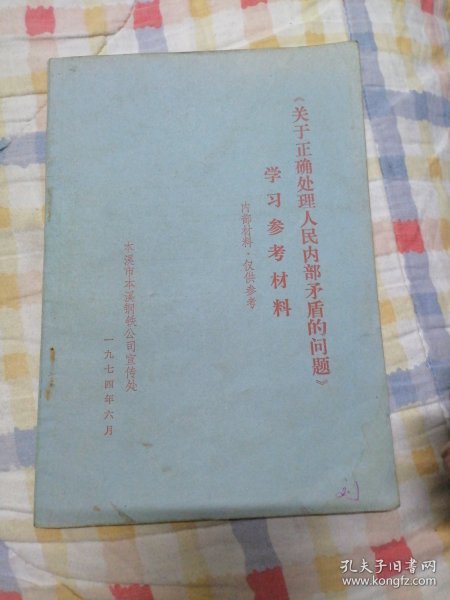 《关于正确处理人民内部矛盾的问题》
学习参考材料
内部材料·仅供参考
本溪市本溪钢铁公司宣传处
一九七四年六月
刘
孔夫子旧书网
www.kongfz.com